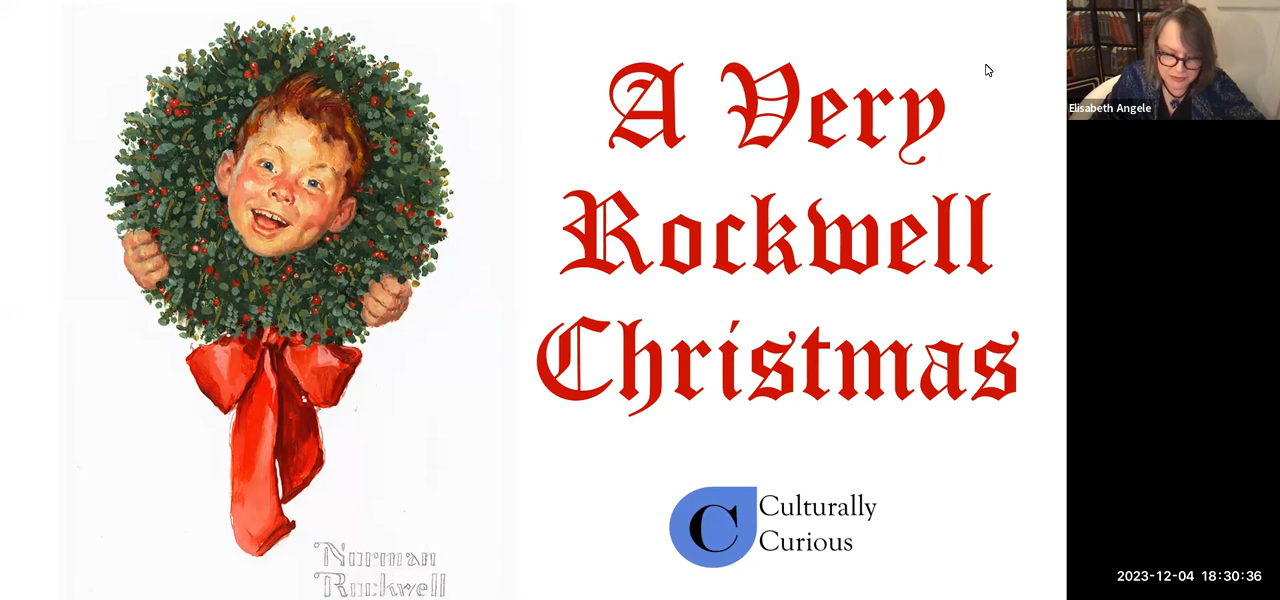 A Very
Rockwell
Christmas
C Culturally
Curious
Norman
Rockwell
Elisabeth Angele
2023-12-04 18:30:36